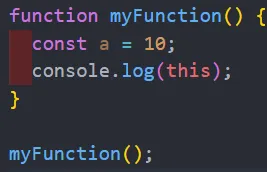 function myFunction() {
  const a = 10;
  console.log(this);
}

myFunction();